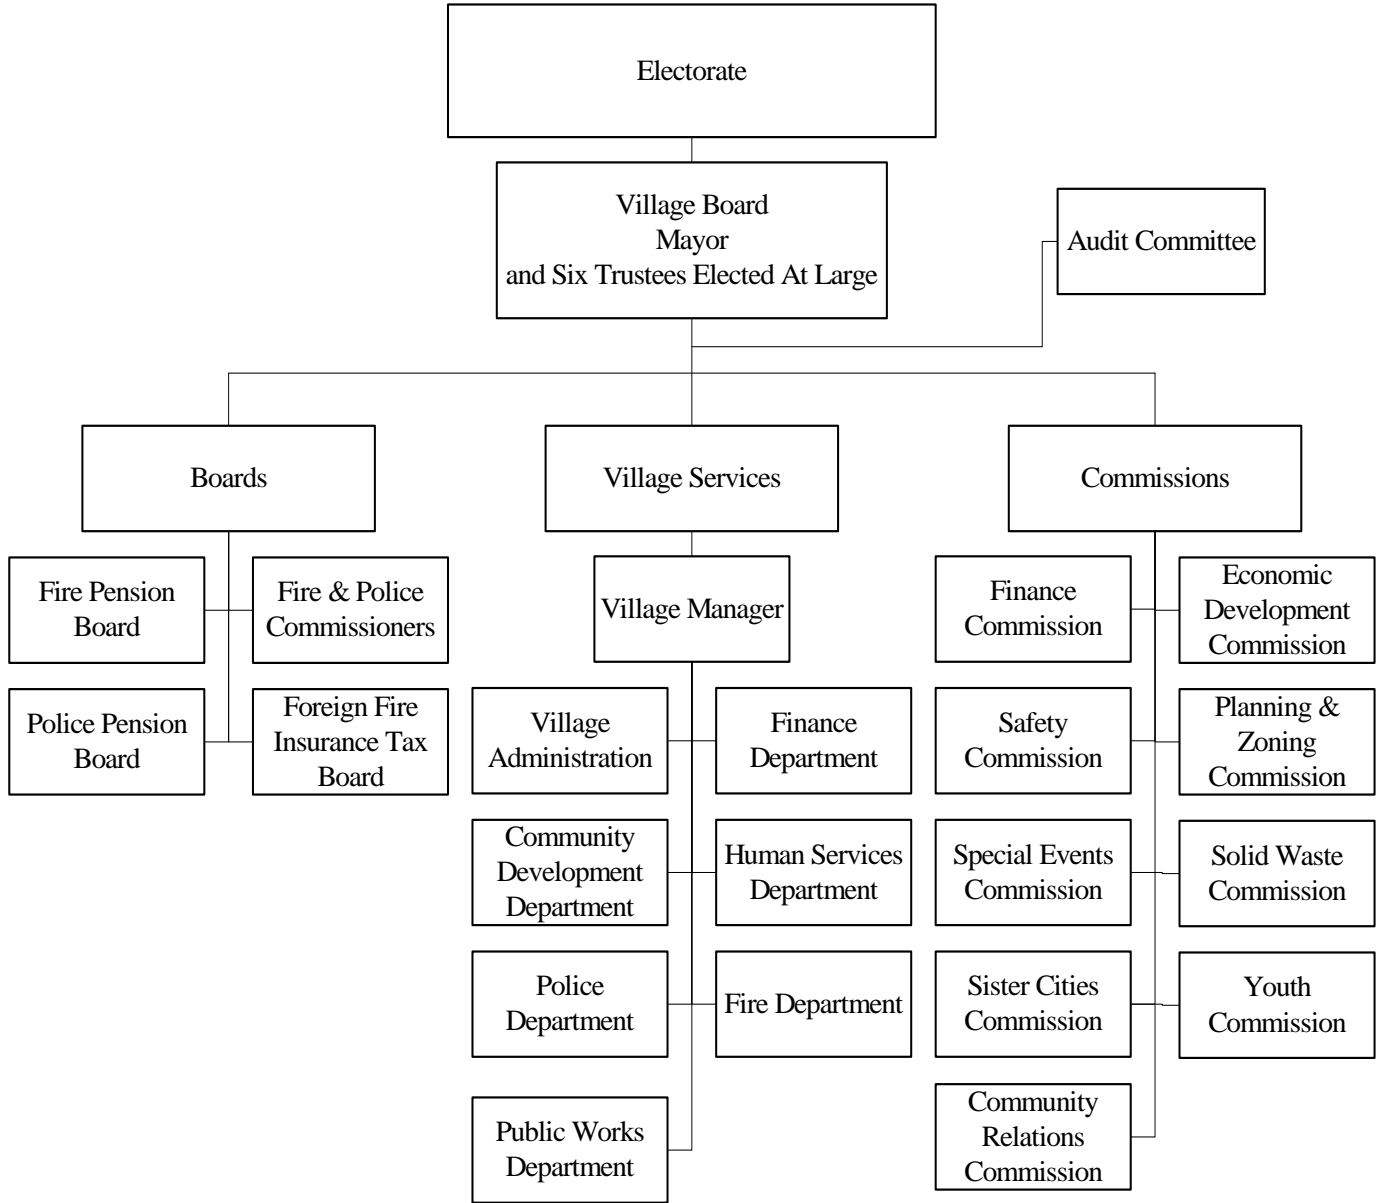 Electorate
Village Board
Mayor
and Six Trustees Elected At Large
Audit Committee
Boards
Village Services
Commissions
Fire Pension
Board
Fire & Police
Commissioners
Police Pension
Board
Foreign Fire
Insurance Tax
Board
Village Manager
Village
Administration
Finance
Department
Community
Development
Department
Human Services
Department
Police
Department
Fire Department
Public Works
Department
Finance
Commission
Economic
Development
Commission
Safety
Commission
Planning &
Zoning
Commission
Special Events
Commission
Solid Waste
Commission
Sister Cities
Commission
Youth
Commission
Community
Relations
Commission